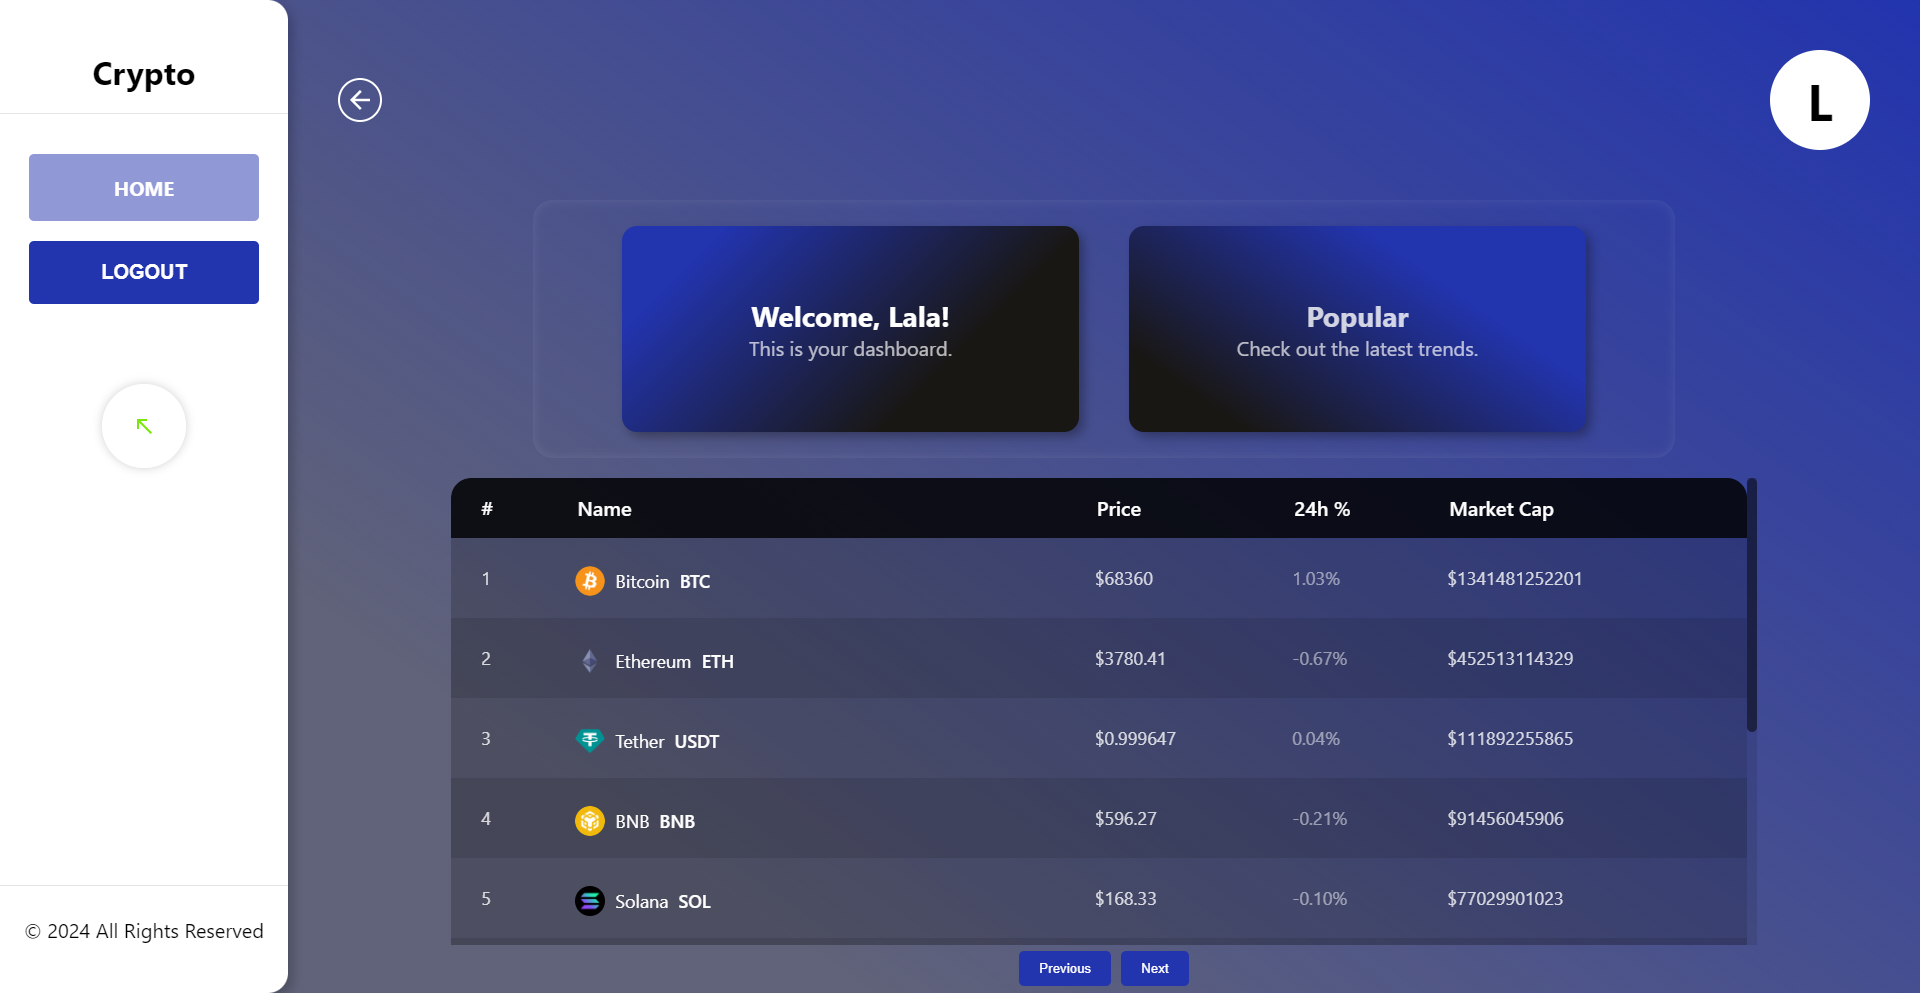 Crypto
HOME
LOGOUT
© 2024 All Rights Reserved
L
Welcome, Lala!
This is your dashboard.
Popular
Check out the latest trends.
# Name Price 24h % Market Cap
1 Bitcoin BTC $68360 1.03% $1341481252201
2 Ethereum ETH $3780.41 -0.67% $452513114329
3 Tether USDT $0.999647 0.04% $111892255865
4 BNB BNB $596.27 -0.21% $91456045906
5 Solana SOL $168.33 -0.10% $77029901023
Previous Next